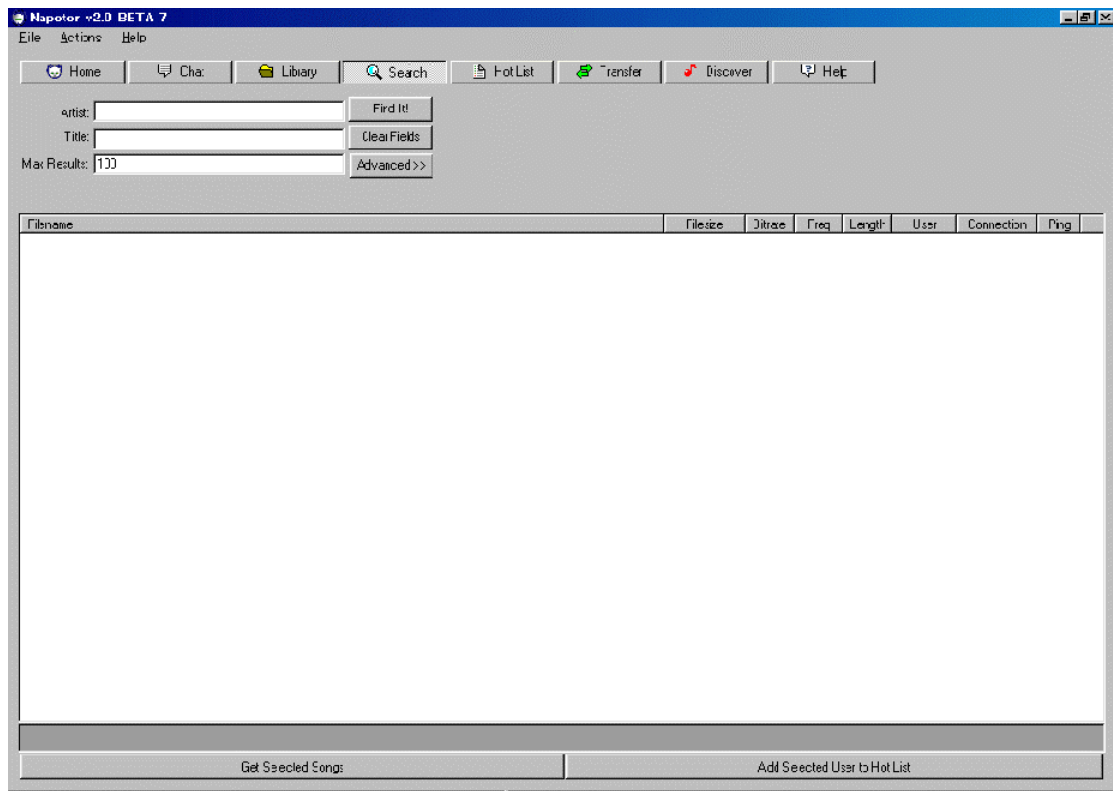 Napster v2.0 BETA 7
File Actions Help
Home Chat Library Search Hot List Transfer Discover Help
Artist: Find It!
Title: Clear Fields
Max Results: 100 Advanced >>
Filename Filesize Bitrate Freq Length User Connection Ping
Get Selected Songs Add Selected User to Hot List